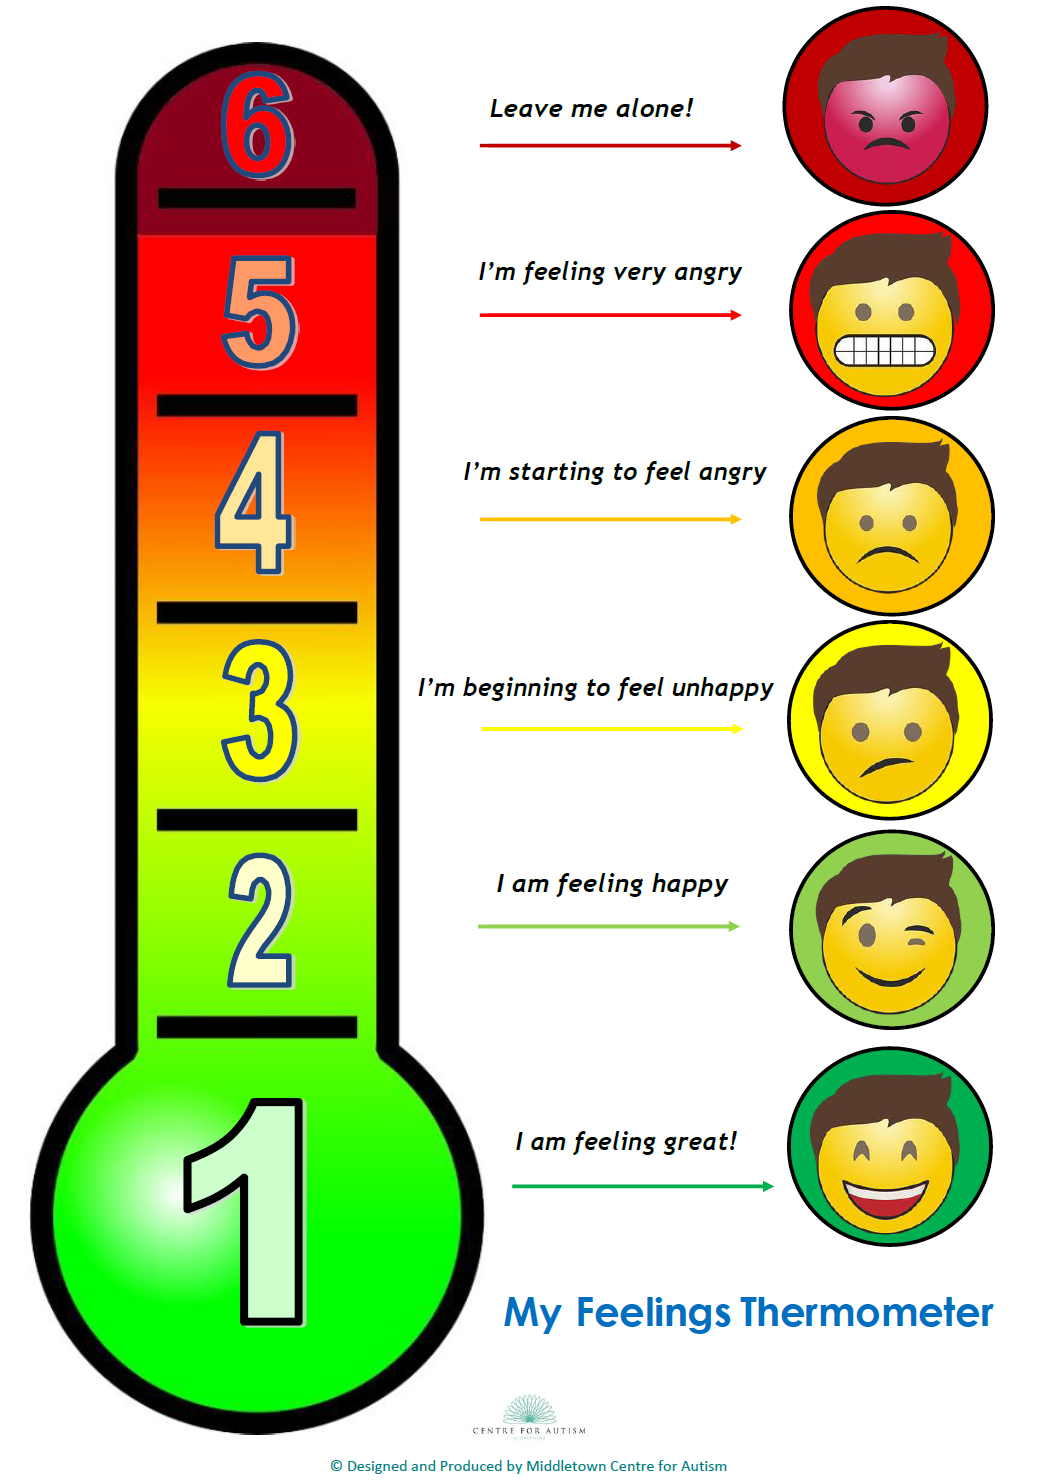 6
Leave me alone!
5
I'm feeling very angry
4
I'm starting to feel angry
3
I'm beginning to feel unhappy
2
I am feeling happy
1
I am feeling great!
My Feelings Thermometer
CENTRE FOR AUTISM
MIDDLETOWN
© Designed and Produced by Middletown Centre for Autism